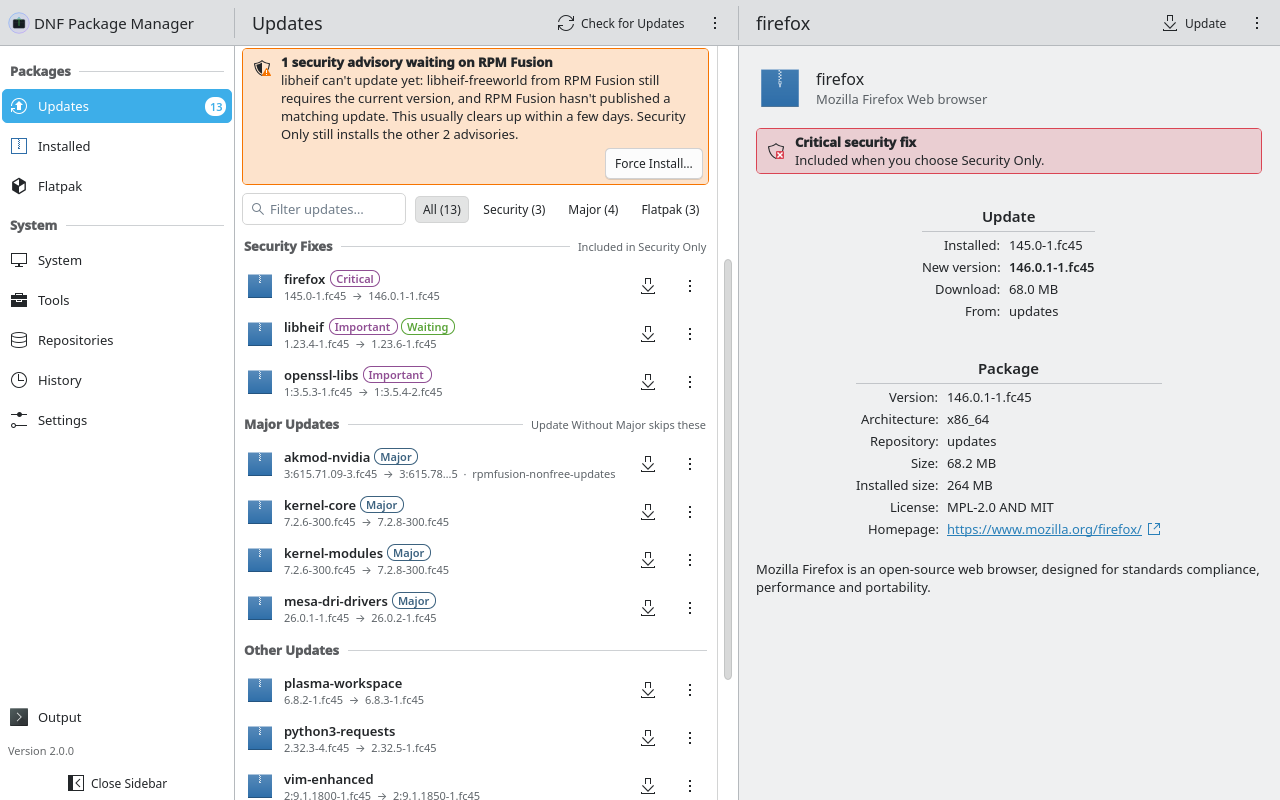 DNF Package Manager
Updates
Check for Updates
firefox
Update
Packages
Updates
13
Installed
Flatpak
System
System
Tools
Repositories
History
Settings
Output
Version 2.0.0
Close Sidebar
1 security advisory waiting on RPM Fusion
libheif can't update yet: libheif-freeworld from RPM Fusion still
requires the current version, and RPM Fusion hasn't published a
matching update. This usually clears up within a few days. Security
Only still installs the other 2 advisories.
Force Install...
Filter updates...
All (13)
Security (3)
Major (4)
Flatpak (3)
Security Fixes
Included in Security Only
firefox Critical
145.0-1.fc45 → 146.0.1-1.fc45
libheif Important Waiting
1.23.4-1.fc45 → 1.23.6-1.fc45
openssl-libs Important
1:3.5.3-1.fc45 → 1:3.5.4-2.fc45
Major Updates
Update Without Major skips these
akmod-nvidia Major
3:615.71.09-3.fc45 → 3:615.78...5 · rpmfusion-nonfree-updates
kernel-core Major
7.2.6-300.fc45 → 7.2.8-300.fc45
kernel-modules Major
7.2.6-300.fc45 → 7.2.8-300.fc45
mesa-dri-drivers Major
26.0.1-1.fc45 → 26.0.2-1.fc45
Other Updates
plasma-workspace
6.8.2-1.fc45 → 6.8.3-1.fc45
python3-requests
2.32.3-4.fc45 → 2.32.5-1.fc45
vim-enhanced
2:9.1.1800-1.fc45 → 2:9.1.1850-1.fc45
firefox
Mozilla Firefox Web browser
Critical security fix
Included when you choose Security Only.
Update
Installed: 145.0-1.fc45
New version: 146.0.1-1.fc45
Download: 68.0 MB
From: updates
Package
Version: 146.0.1-1.fc45
Architecture: x86_64
Repository: updates
Size: 68.2 MB
Installed size: 264 MB
License: MPL-2.0 AND MIT
Homepage: https://www.mozilla.org/firefox/
Mozilla Firefox is an open-source web browser, designed for standards compliance,
performance and portability.